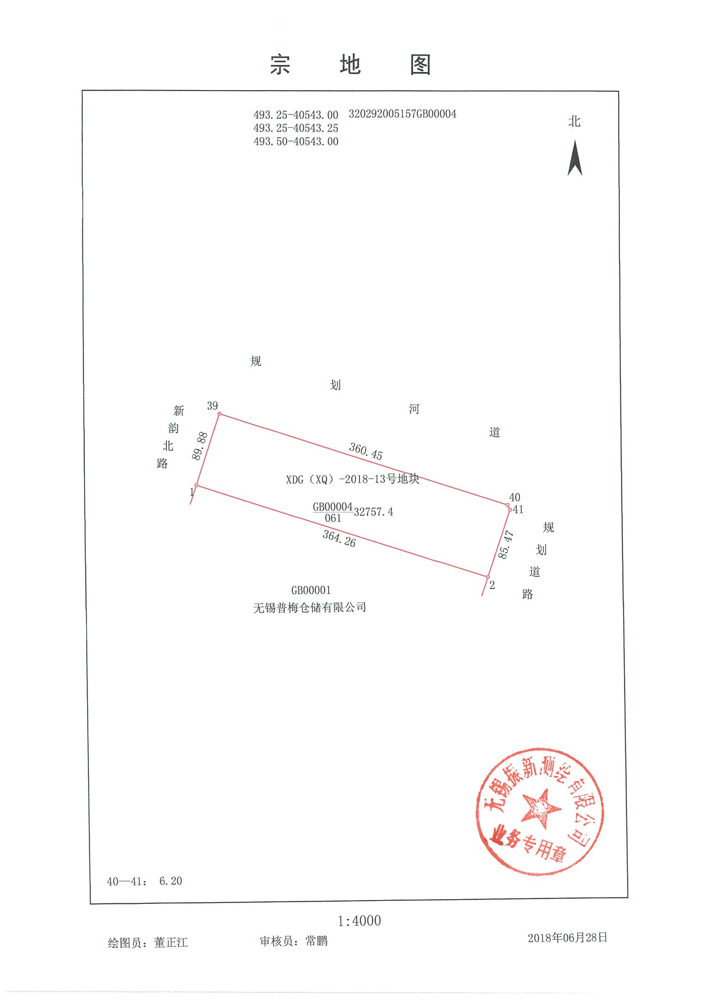 宗 地 图
493.25-40543.00 320292005157GB00004
493.25-40543.25
493.50-40543.00
北
规划河道
新韵北路
39
89.88
360.45
XDG（XQ）-2018-13号地块
40
41
1
GB00004
061
32757.4
364.26
85.47
规划道路
2
GB00001
无锡普梅仓储有限公司
无锡振新测绘有限公司
业务专用章
40—41： 6.20
1:4000
绘图员：董正江
审核员：常鹏
2018年06月28日